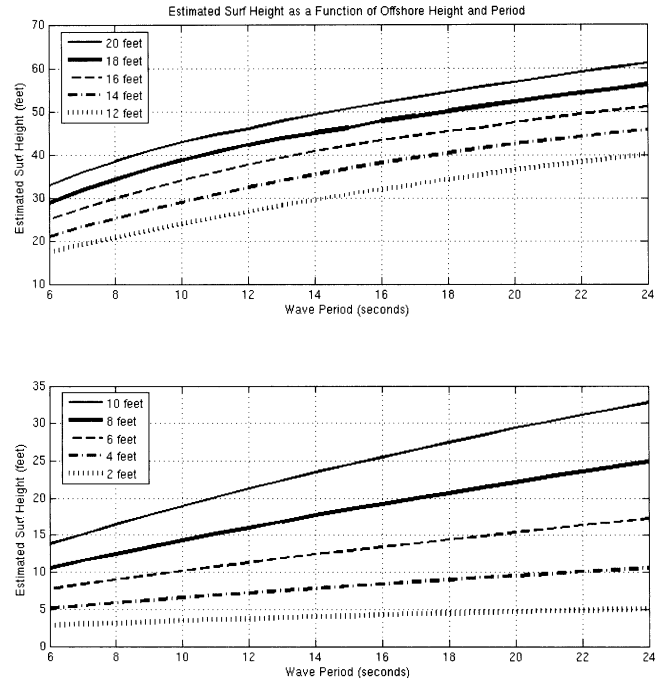 Estimated Surf Height as a Function of Offshore Height and Period
70
60
50
40
30
20
10
Estimated Surf Height (feet)
20 feet
18 feet
16 feet
14 feet
12 feet
6 8 10 12 14 16 18 20 22 24
Wave Period (seconds)
35
30
25
20
15
10
5
0
Estimated Surf Height (feet)
10 feet
8 feet
6 feet
4 feet
2 feet
6 8 10 12 14 16 18 20 22 24
Wave Period (seconds)